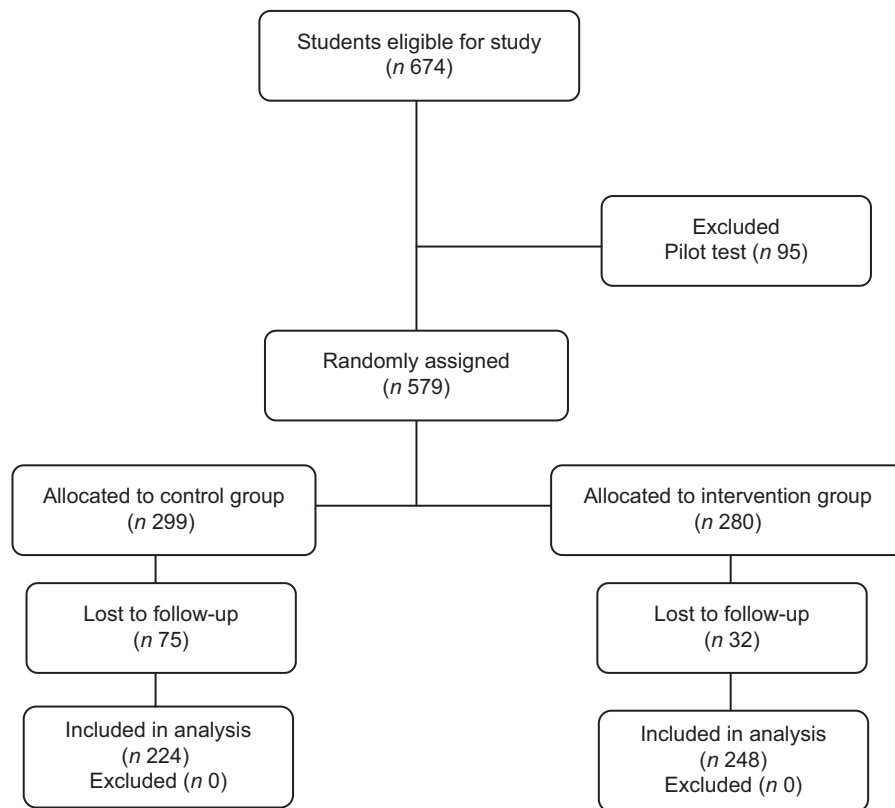 Students eligible for study
(n 674)
Excluded
Pilot test (n 95)
Randomly assigned
(n 579)
Allocated to control group
(n 299)
Allocated to intervention group
(n 280)
Lost to follow-up
(n 75)
Lost to follow-up
(n 32)
Included in analysis
(n 224)
Excluded (n 0)
Included in analysis
(n 248)
Excluded (n 0)